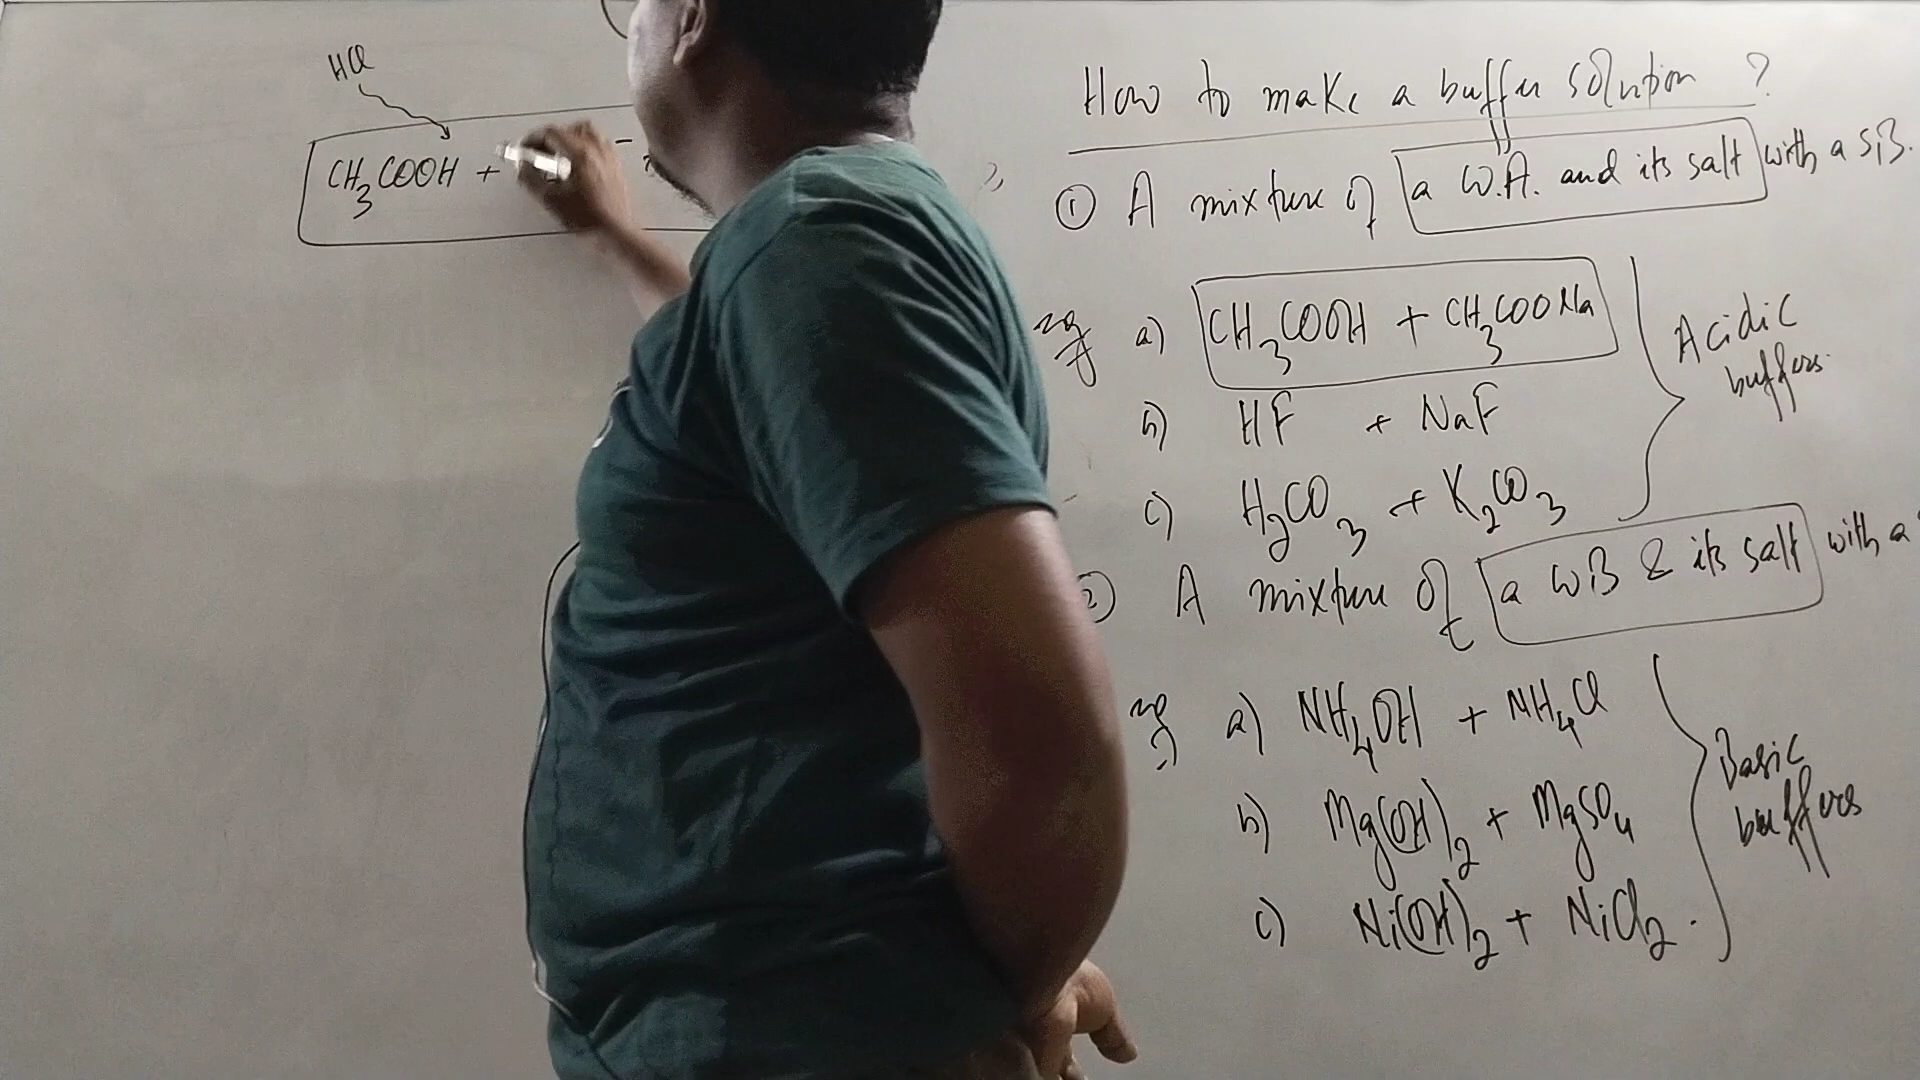 HCl
CH3COOH + -
How to make a buffer solution ?
① A mixture of a W.A. and its salt with a SB.
eg a) CH3COOH + CH3COONa
b) HF + NaF
c) H2CO3 + K2CO3
Acidic
buffers
② A mixture of a WB & its salt with a
eg a) NH4OH + NH4Cl
b) Mg(OH)2 + MgSO4
c) Ni(OH)2 + NiCl2.
Basic
buffers